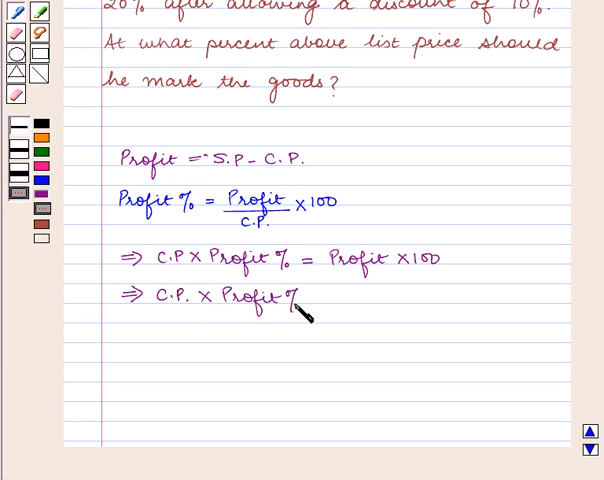 20% after allowing a discount of 10%.
At what percent above list price should
he mark the goods?
Profit = S.P - C.P.
Profit % = Profit / C.P. × 100
⇒ C.P × Profit % = Profit × 100
⇒ C.P. × Profit %